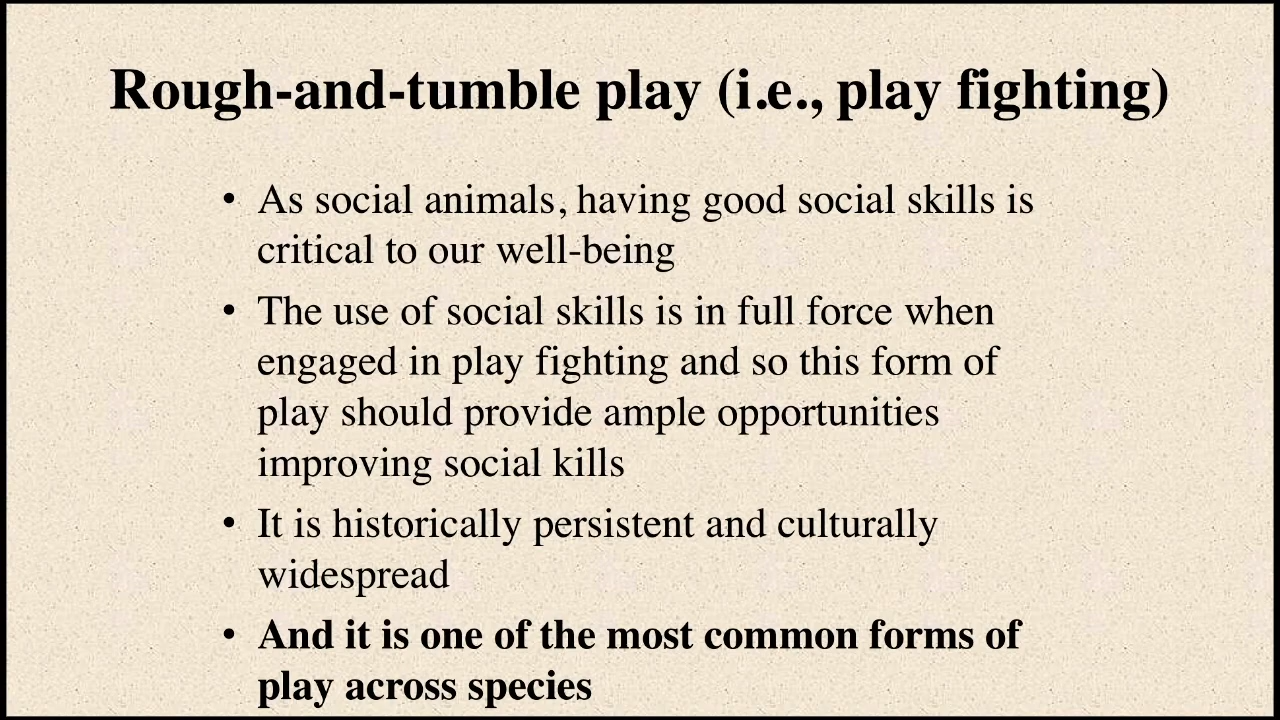 Rough-and-tumble play (i.e., play fighting)
• As social animals, having good social skills is
critical to our well-being
• The use of social skills is in full force when
engaged in play fighting and so this form of
play should provide ample opportunities
improving social kills
• It is historically persistent and culturally
widespread
• And it is one of the most common forms of
play across species